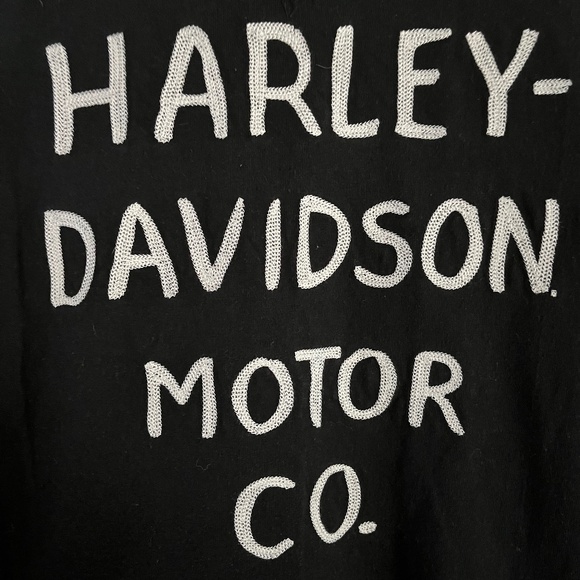 HARLEY-
DAVIDSON.
MOTOR
CO.